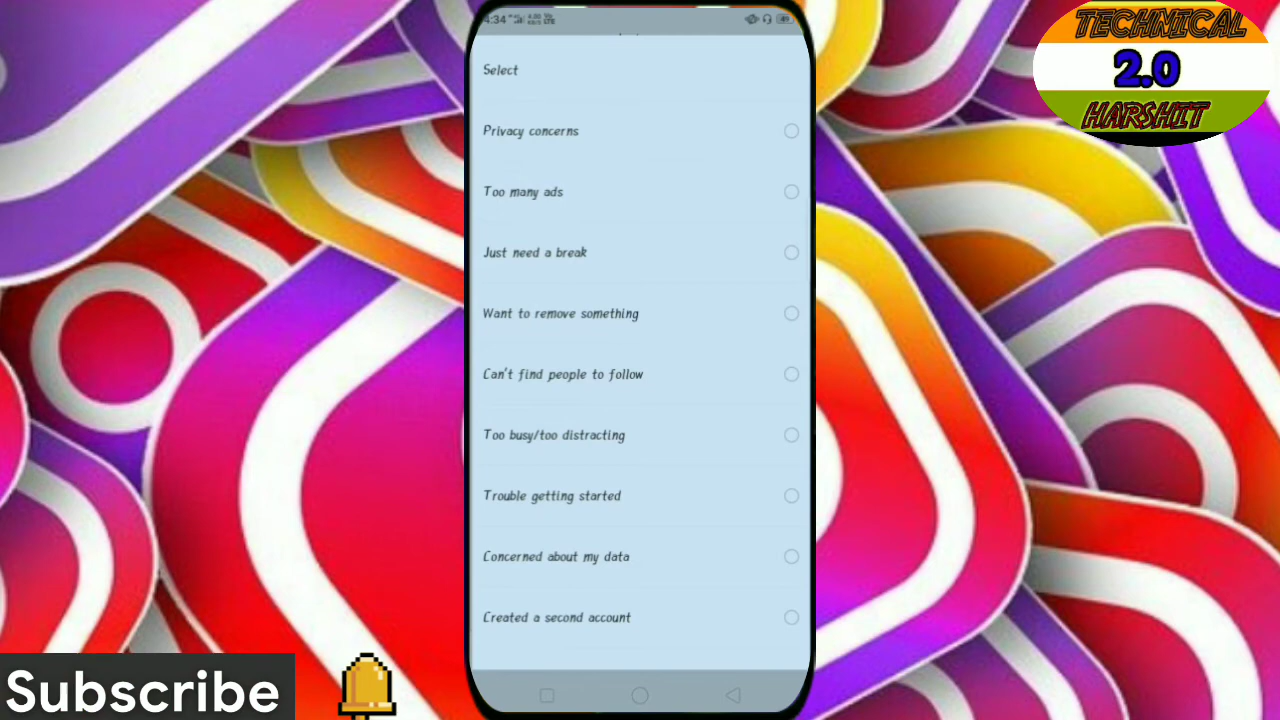 4:34
TECHNICAL
2.0
HARSHIT
Select
Privacy concerns
Too many ads
Just need a break
Want to remove something
Can't find people to follow
Too busy/too distracting
Trouble getting started
Concerned about my data
Created a second account
Subscribe